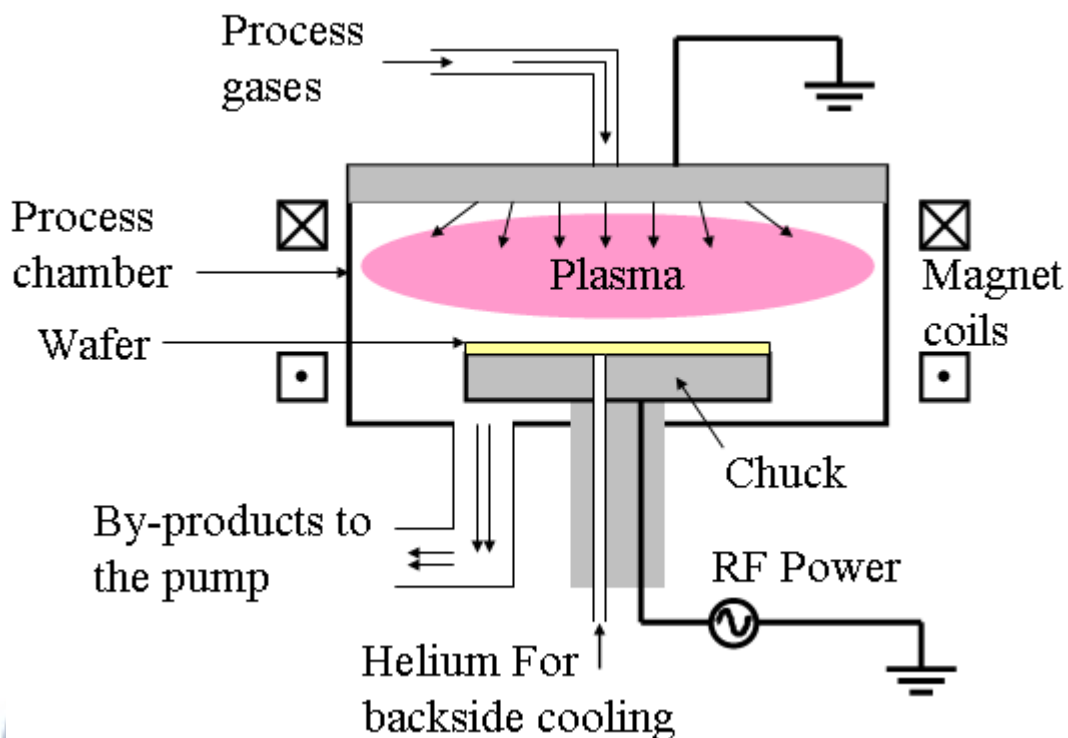 Process
gases
Process
chamber
Plasma
Magnet
coils
Wafer
Chuck
By-products to
the pump
RF Power
Helium For
backside cooling